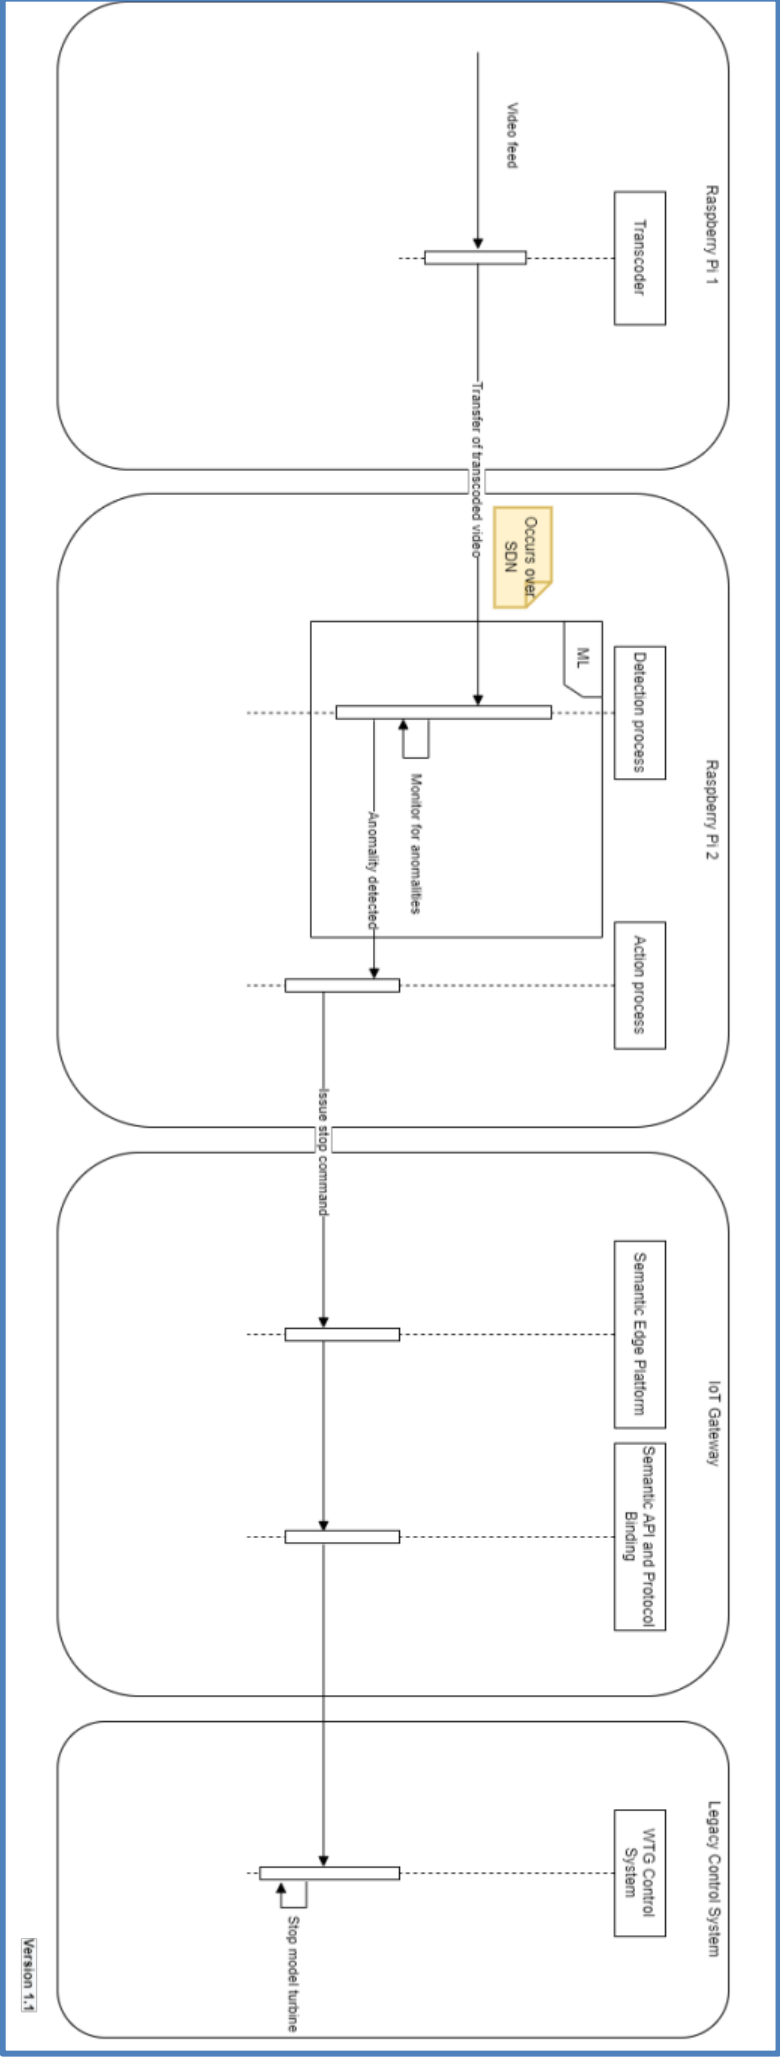 Raspberry Pi 1
Transcoder
Video feed
Transfer of transcoded video
Raspberry Pi 2
Occurs over
SDN
Detection process
ML
Monitor for anomalities
Anomality detected
Action process
Issue stop command
IoT Gateway
Semantic Edge Platform
Semantic API and Protocol
Binding
Legacy Control System
WTG Control
System
Stop model turbine
Version 1.1